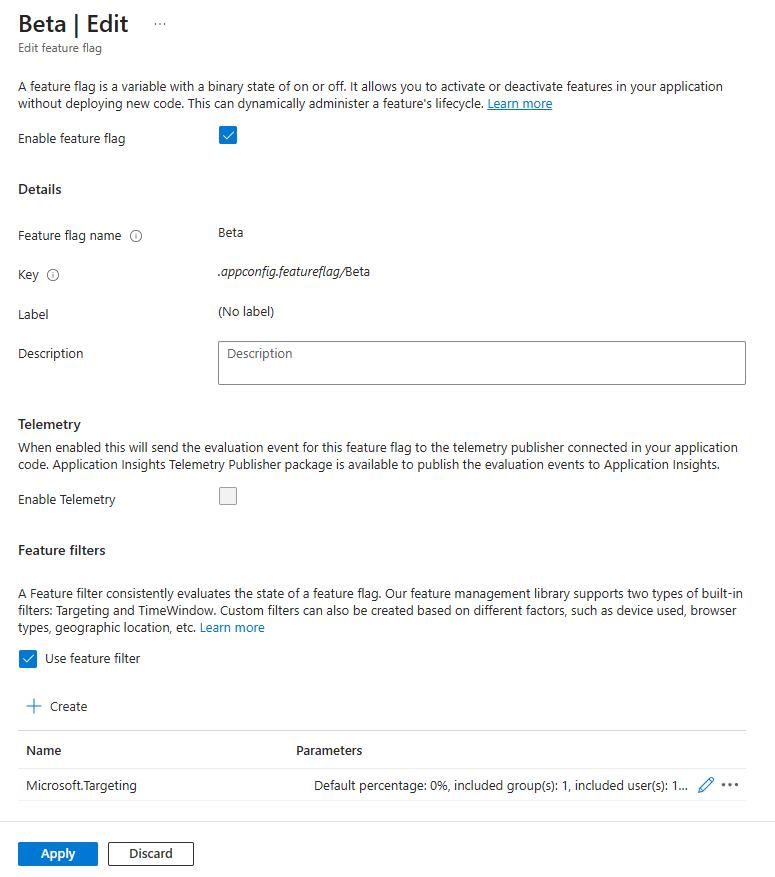 Beta | Edit ...
Edit feature flag
A feature flag is a variable with a binary state of on or off. It allows you to activate or deactivate features in your application
without deploying new code. This can dynamically administer a feature's lifecycle. Learn more
Enable feature flag
Details
Feature flag name
Beta
Key
.appconfig.featureflag/Beta
Label
(No label)
Description
Description
Telemetry
When enabled this will send the evaluation event for this feature flag to the telemetry publisher connected in your application
code. Application Insights Telemetry Publisher package is available to publish the evaluation events to Application Insights.
Enable Telemetry
Feature filters
A Feature filter consistently evaluates the state of a feature flag. Our feature management library supports two types of built-in
filters: Targeting and TimeWindow. Custom filters can also be created based on different factors, such as device used, browser
types, geographic location, etc. Learn more
Use feature filter
Create
Name Parameters
Microsoft.Targeting Default percentage: 0%, included group(s): 1, included user(s): 1...
Apply Discard